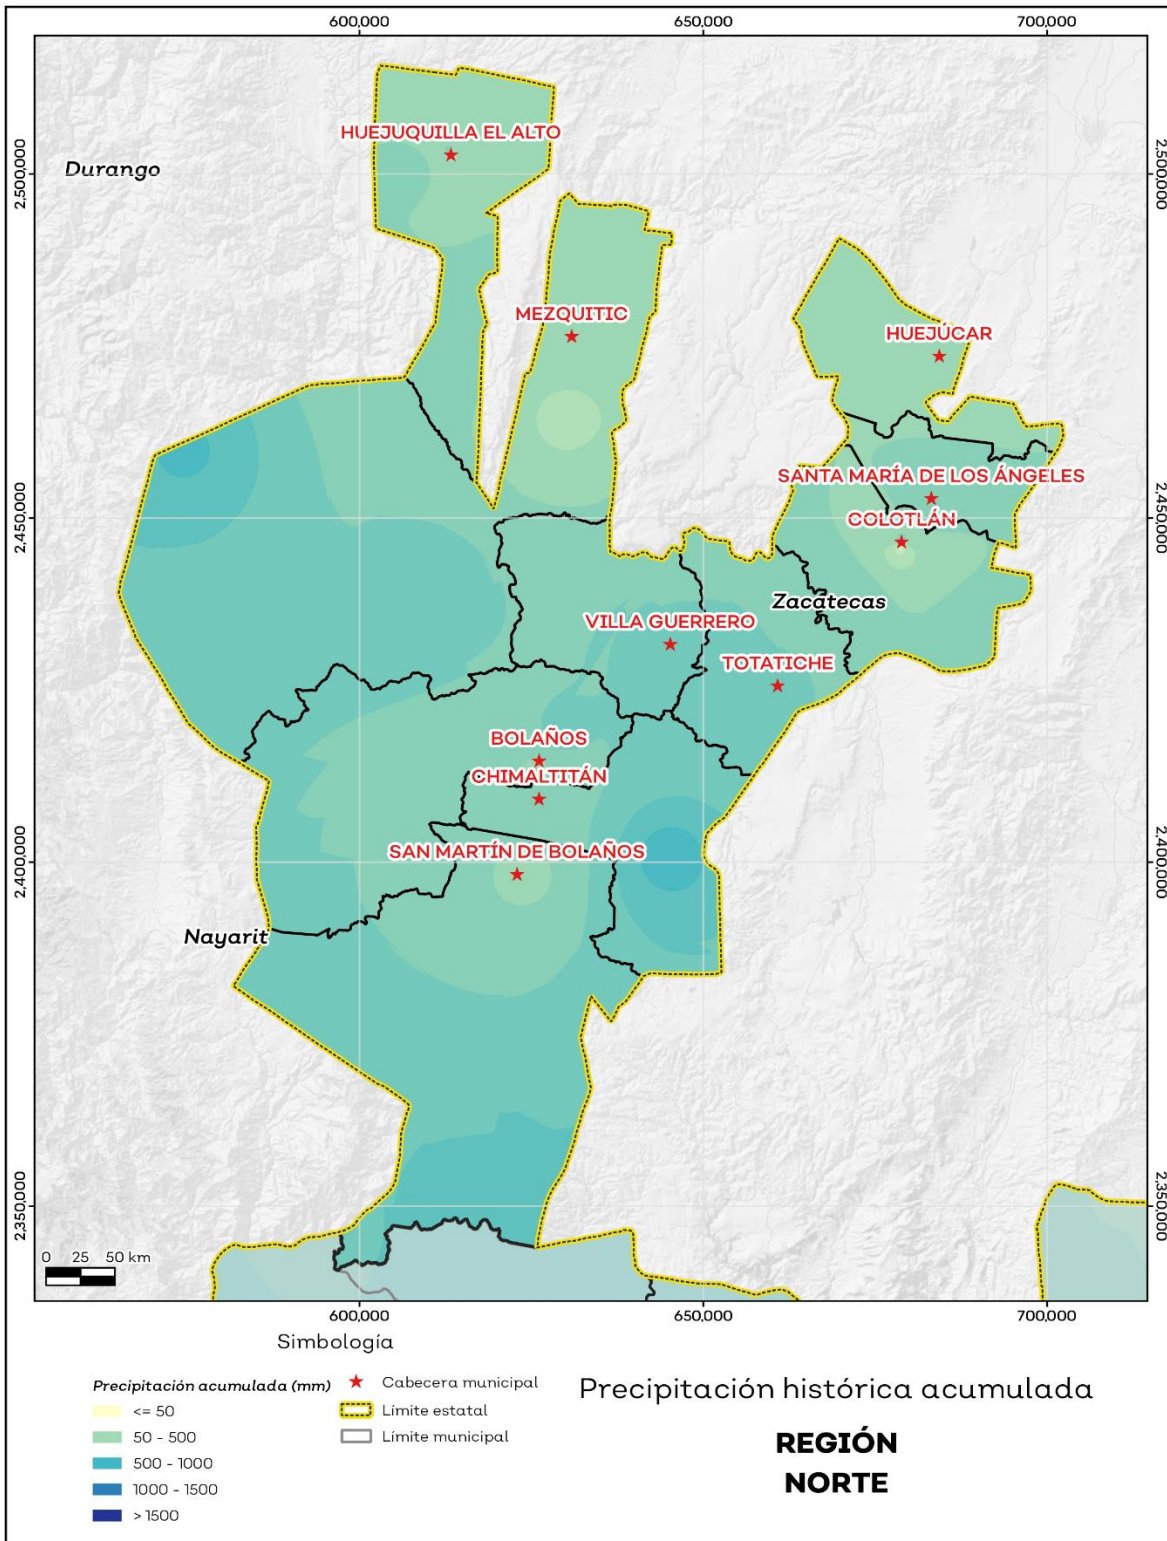 600,000
650,000
700,000
HUEJUQUILLA EL ALTO
Durango
2,500,000
2,500,000
MEZQUITIC
HUEJÚCAR
SANTA MARÍA DE LOS ÁNGELES
2,450,000
2,450,000
COLOTLÁN
Zacatecas
VILLA GUERRERO
TOTATICHE
BOLAÑOS
CHIMALTITÁN
SAN MARTÍN DE BOLAÑOS
2,400,000
2,400,000
Nayarit
2,350,000
2,350,000
0 25 50 km
600,000
650,000
700,000
Simbología
Precipitación acumulada (mm)
<= 50
50 - 500
500 - 1000
1000 - 1500
> 1500
Cabecera municipal
Límite estatal
Límite municipal
Precipitación histórica acumulada
REGIÓN
NORTE